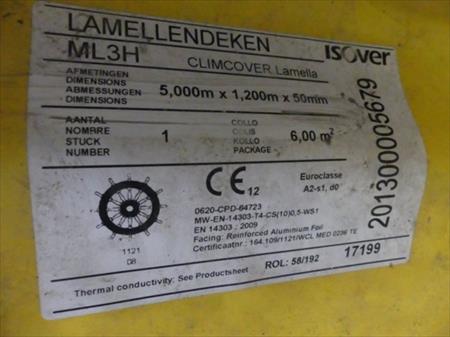 LAMELLENDEKEN
isover
ML3H
CLIMCOVER Lamella
AFMETINGEN
DIMENSIONS
ABMESSUNGEN
DIMENSIONS
5,000m x 1,200m x 50mm
AANTAL
NOMBRE
STUCK
NUMBER
1
COLLO
COLIS
KOLLO
PACKAGE
6,00 m²
2013000005679
CE 12
Euroclasse
A2-s1, d0
0620-CPD-64723
MW-EN-14303-T4-CS(10)0,5-WS1
EN 14303 : 2009
Facing: Reinforced Aluminium Foil
Certificaatnr : 164.109/1121/WCL MED 0236 TE
1121
08
17199
Thermal conductivity: See Productsheet
ROL: 58/192